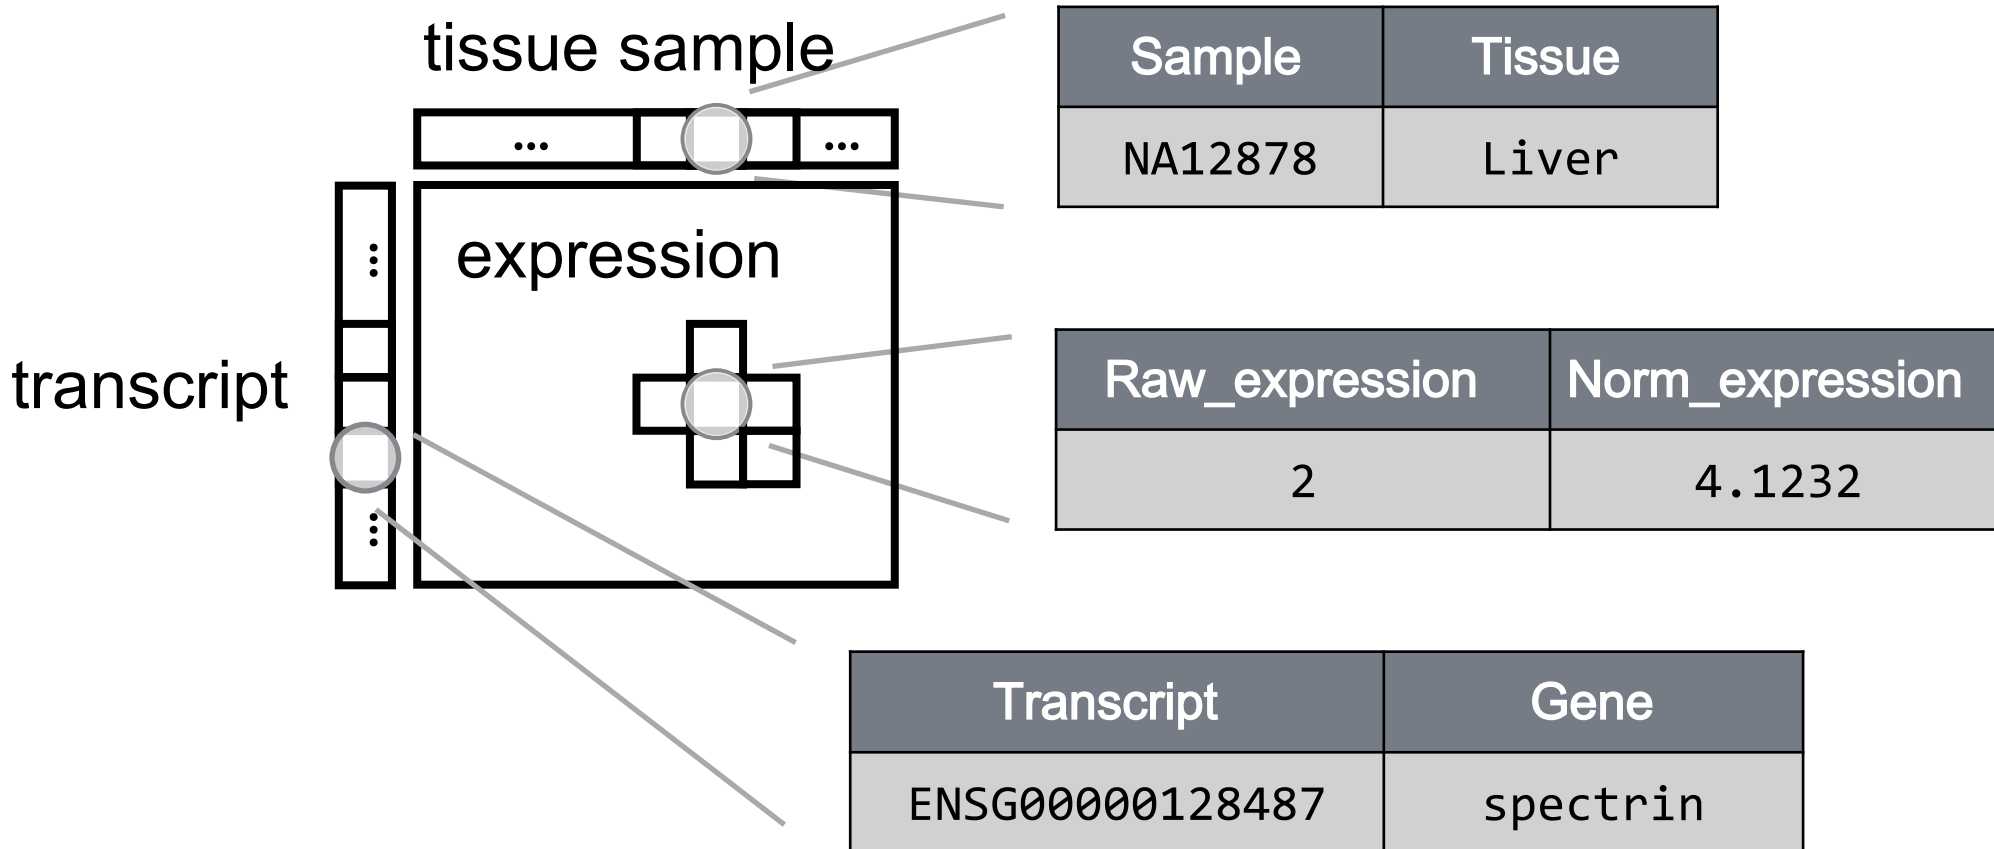 tissue sample
... ...
...
expression
transcript
...
Sample Tissue
NA12878 Liver
Raw_expression Norm_expression
2 4.1232
Transcript Gene
ENSG00000128487 spectrin